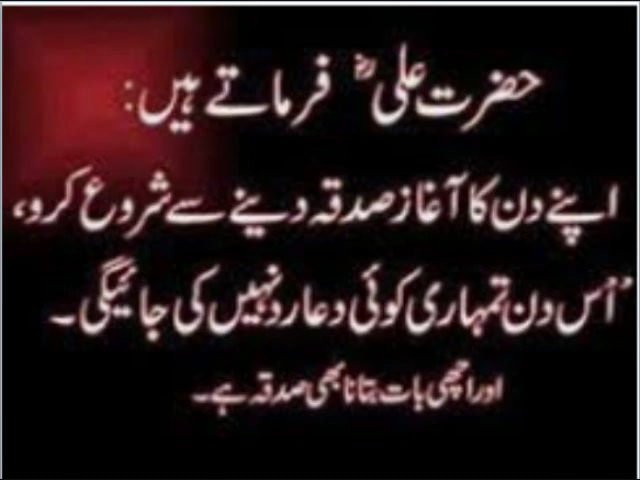 حضرت علیؓ فرماتے ہیں:
اپنے دن کا آغاز صدقہ دینے سے شروع کرو،
"اُس دن تمہاری کوئی دعا رد نہیں کی جائیگی۔
اور اچھی بات بتانا بھی صدقہ ہے۔